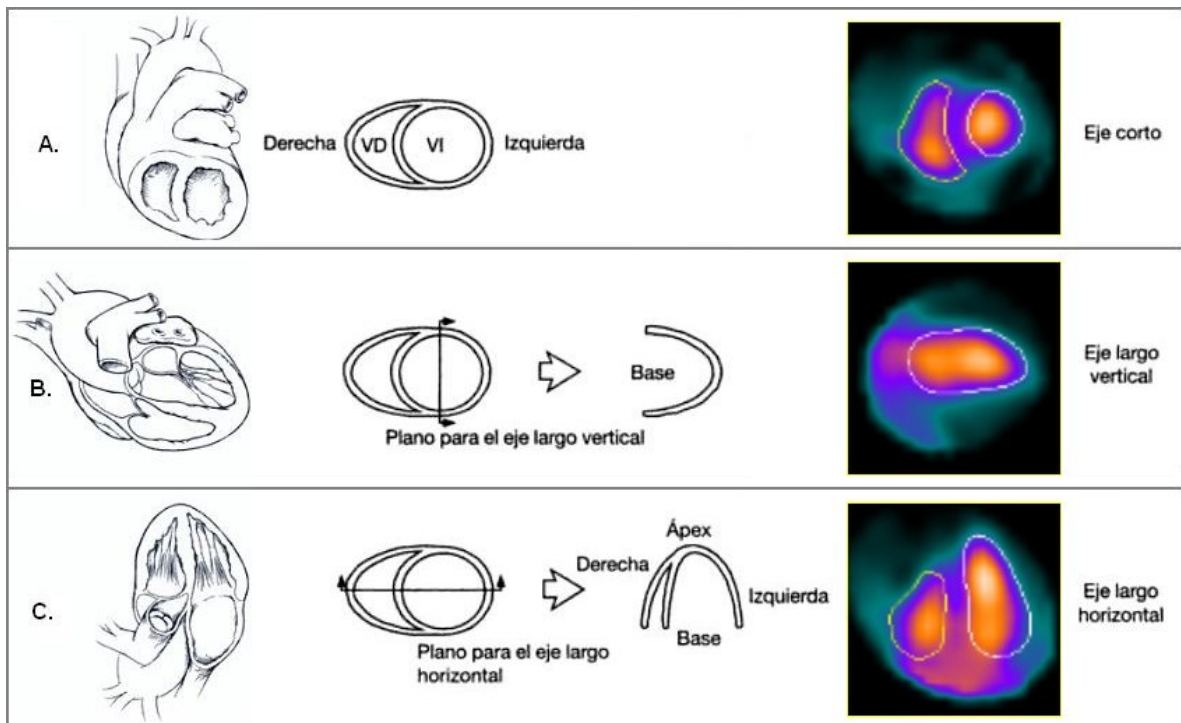 A.
Derecha
VD
VI
Izquierda
Eje corto
B.
Plano para el eje largo vertical
Base
Eje largo
vertical
C.
Plano para el eje largo
horizontal
Ápex
Derecha
Izquierda
Base
Eje largo
horizontal